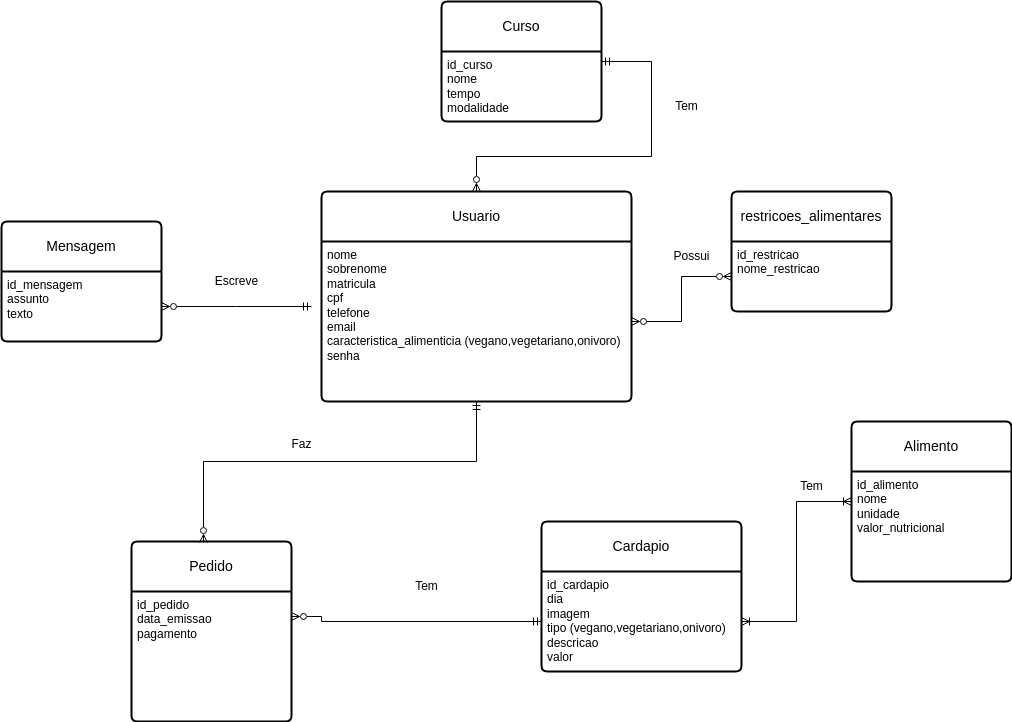 Curso
id_curso
nome
tempo
modalidade
Tem
Usuario
nome
sobrenome
matricula
cpf
telefone
email
caracteristica_alimenticia (vegano,vegetariano,onivoro)
senha
restricoes_alimentares
id_restricao
nome_restricao
Possui
Mensagem
id_mensagem
assunto
texto
Escreve
Faz
Alimento
id_alimento
nome
unidade
valor_nutricional
Tem
Cardapio
id_cardapio
dia
imagem
tipo (vegano,vegetariano,onivoro)
descricao
valor
Pedido
id_pedido
data_emissao
pagamento
Tem